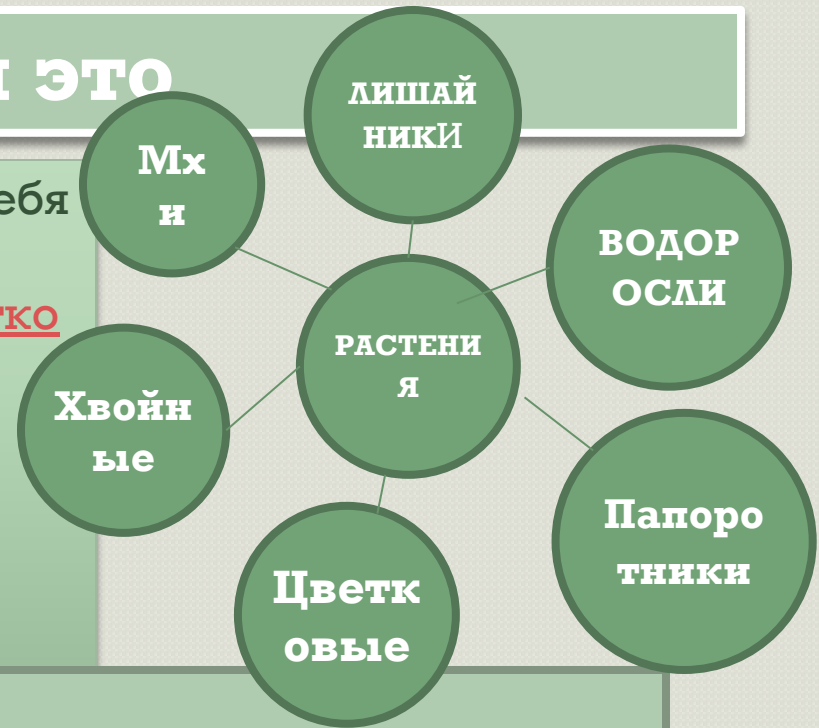 это
ебя
тко
ЛИШАЙ
НИКИ
Мх
и
ВОДОР
ОСЛИ
РАСТЕНИ
Я
Хвойн
ые
Папоро
тники
Цветк
овые